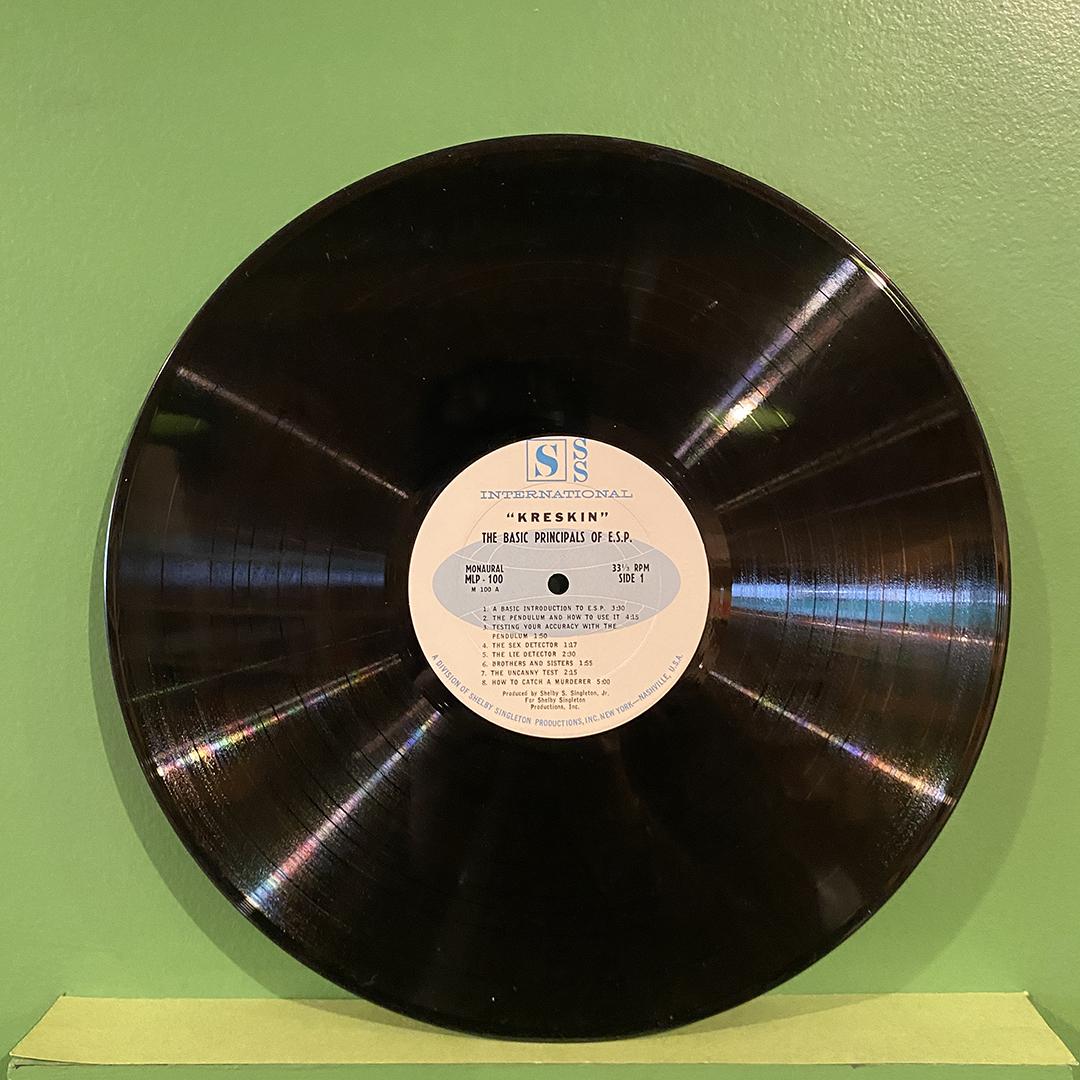 S S
S
INTERNATIONAL
"KRESKIN"
THE BASIC PRINCIPALS OF E.S.P.
MONAURAL
MLP - 100
M 100 A
33⅓ RPM
SIDE 1
1. A BASIC INTRODUCTION TO E.S.P. 3:30
2. THE PENDULUM AND HOW TO USE IT 4:15
3. TESTING YOUR ACCURACY WITH THE
PENDULUM 1:50
4. THE SEX DETECTOR 1:17
5. THE LIE DETECTOR 2:30
6. BROTHERS AND SISTERS 1:55
7. THE UNCANNY TEST 2:15
8. HOW TO CATCH A MURDERER 5:00
Produced by Shelby S. Singleton, Jr.
For Shelby Singleton
Productions, Inc.
A DIVISION OF SHELBY SINGLETON PRODUCTIONS, INC. NEW YORK—NASHVILLE, U.S.A.